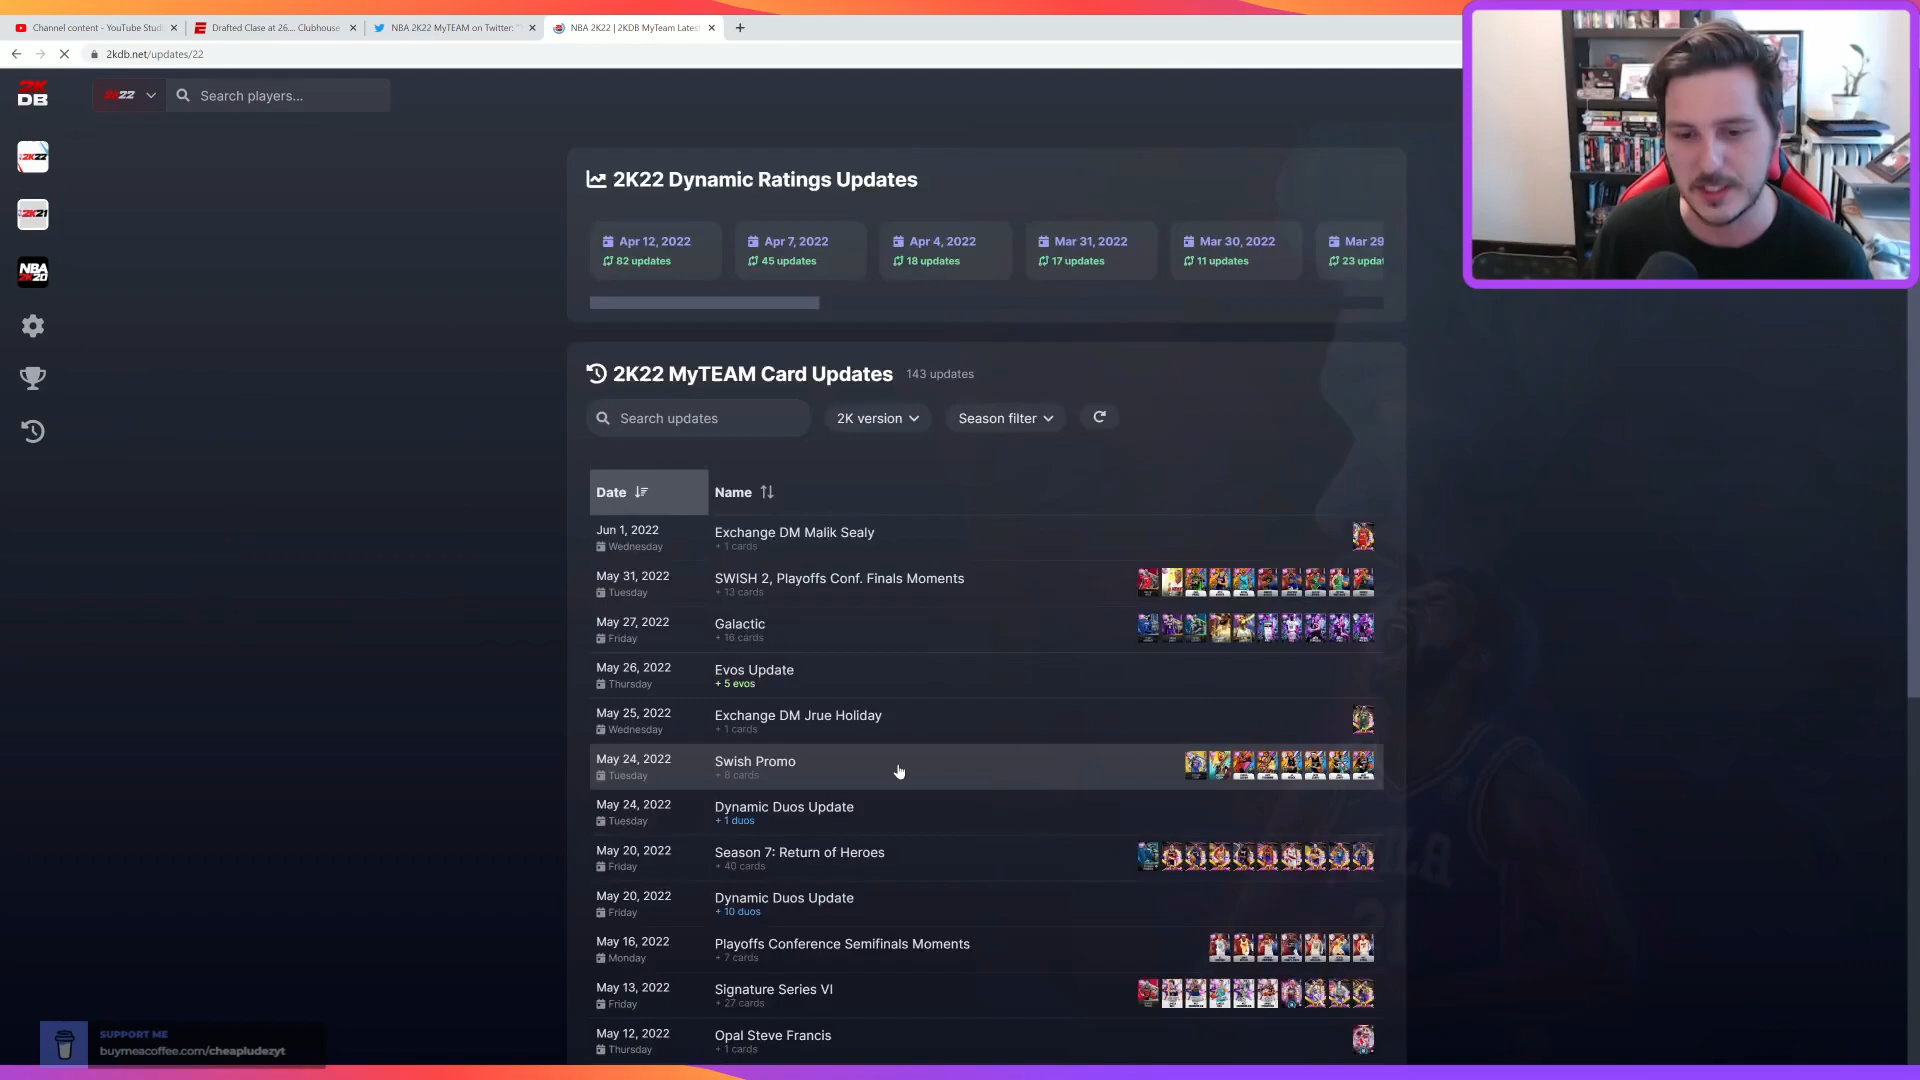 Channel content - YouTube Studi
Drafted Clase at 26.... Clubhouse
NBA 2K22 MyTEAM on Twitter: "
NBA 2K22 | 2KDB MyTeam Lates
2kdb.net/updates/22
2K
DB
2K22
Search players...
2K22
2K21
NBA
2K20
2K22 Dynamic Ratings Updates
Apr 12, 2022
82 updates
Apr 7, 2022
45 updates
Apr 4, 2022
18 updates
Mar 31, 2022
17 updates
Mar 30, 2022
11 updates
Mar 29
23 updat
2K22 MyTEAM Card Updates 143 updates
Search updates
2K version
Season filter
Date
Name
Jun 1, 2022
Wednesday
Exchange DM Malik Sealy
+ 1 cards
May 31, 2022
Tuesday
SWISH 2, Playoffs Conf. Finals Moments
+ 13 cards
May 27, 2022
Friday
Galactic
+ 16 cards
May 26, 2022
Thursday
Evos Update
+ 5 evos
May 25, 2022
Wednesday
Exchange DM Jrue Holiday
+ 1 cards
May 24, 2022
Tuesday
Swish Promo
+ 8 cards
May 24, 2022
Tuesday
Dynamic Duos Update
+ 1 duos
May 20, 2022
Friday
Season 7: Return of Heroes
+ 40 cards
May 20, 2022
Friday
Dynamic Duos Update
+ 10 duos
May 16, 2022
Monday
Playoffs Conference Semifinals Moments
+ 7 cards
May 13, 2022
Friday
Signature Series VI
+ 27 cards
May 12, 2022
Thursday
Opal Steve Francis
+ 1 cards
SUPPORT ME
buymeacoffee.com/cheapludezyt